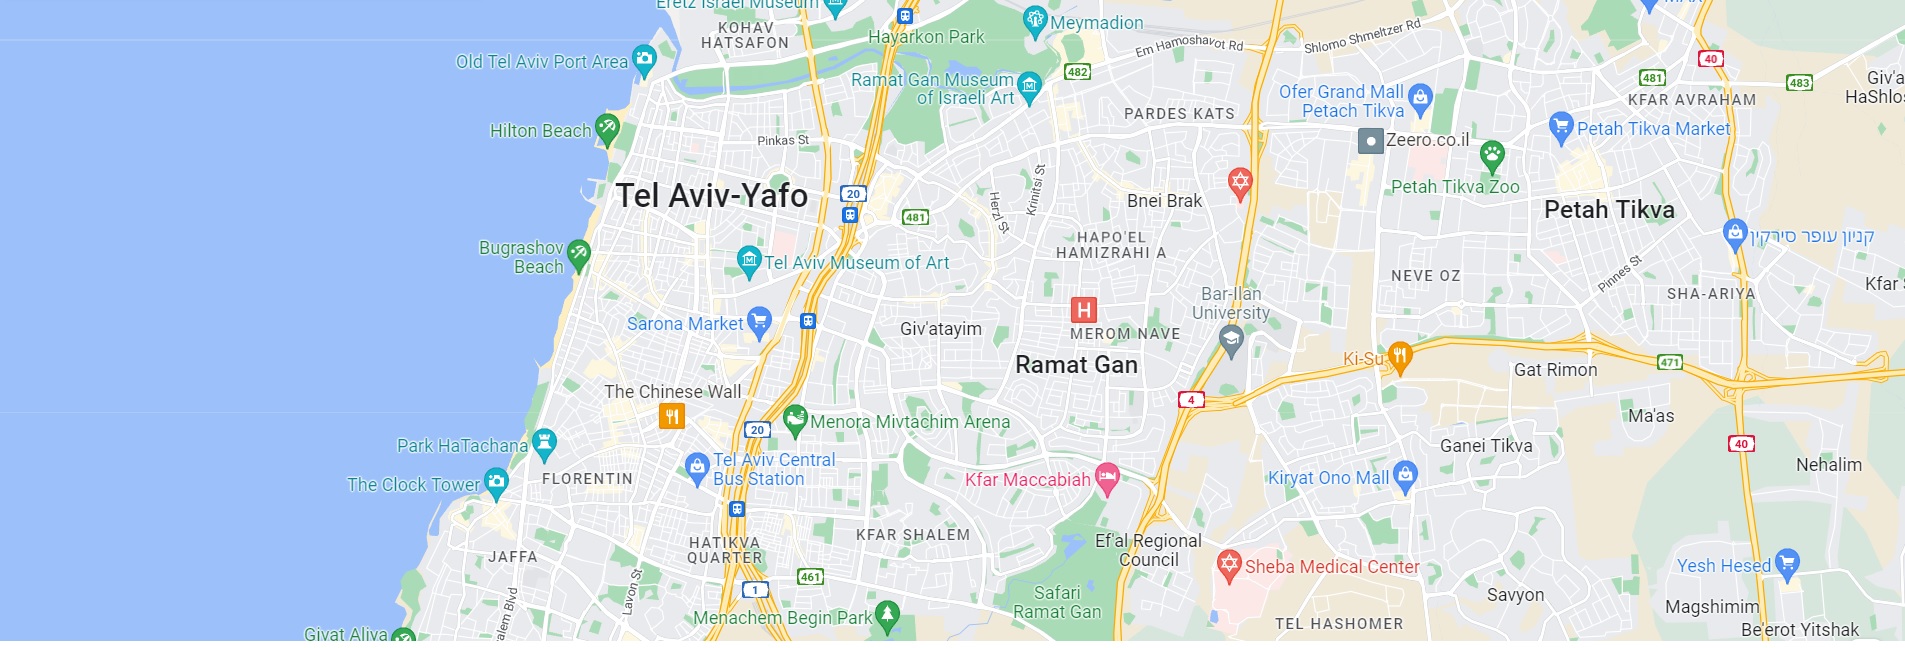 Eretz Israel Museum
KOHAV
HATSAFON
Hayarkon Park
Meymadion
Em Hamoshavot Rd
Shlomo Shmeltzer Rd
40
Old Tel Aviv Port Area
482
481
483
Giv'a
HaShlos
Ramat Gan Museum
of Israeli Art
Ofer Grand Mall
Petach Tikva
KFAR AVRAHAM
PARDES KATS
Hilton Beach
Pinkas St
Zeero.co.il
Petah Tikva Market
Tel Aviv-Yafo
20
481
Herzl St
Krinitsi St
Bnei Brak
Petah Tikva Zoo
Petah Tikva
Bugrashov
Beach
Tel Aviv Museum of Art
HAPO'EL
HAMIZRAHI A
קניון עופר סירקין
NEVE OZ
Pinnes St
SHA-ARIYA
Kfar S
Bar-Ilan
University
Sarona Market
Giv'atayim
H
MEROM NAVE
Ramat Gan
Ki-Su
Gat Rimon
471
The Chinese Wall
4
20
Menora Mivtachim Arena
Ma'as
Park HaTachana
Ganei Tikva
40
Nehalim
Tel Aviv Central
Bus Station
The Clock Tower
FLORENTIN
Kfar Maccabiah
Kiryat Ono Mall
JAFFA
HATIKVA
QUARTER
KFAR SHALEM
Ef'al Regional
Council
Sheba Medical Center
Yesh Hesed
461
1
Lavon St
alem Blvd
Menachem Begin Park
Safari
Ramat Gan
Savyon
Magshimim
TEL HASHOMER
Be'erot Yitshak
Givat Aliya